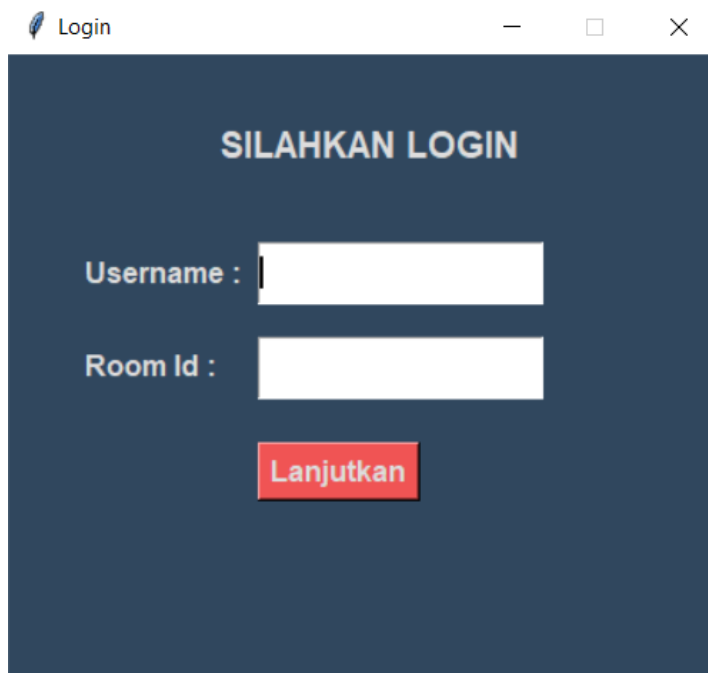 Login
SILAHKAN LOGIN
Username :
Room Id :
Lanjutkan